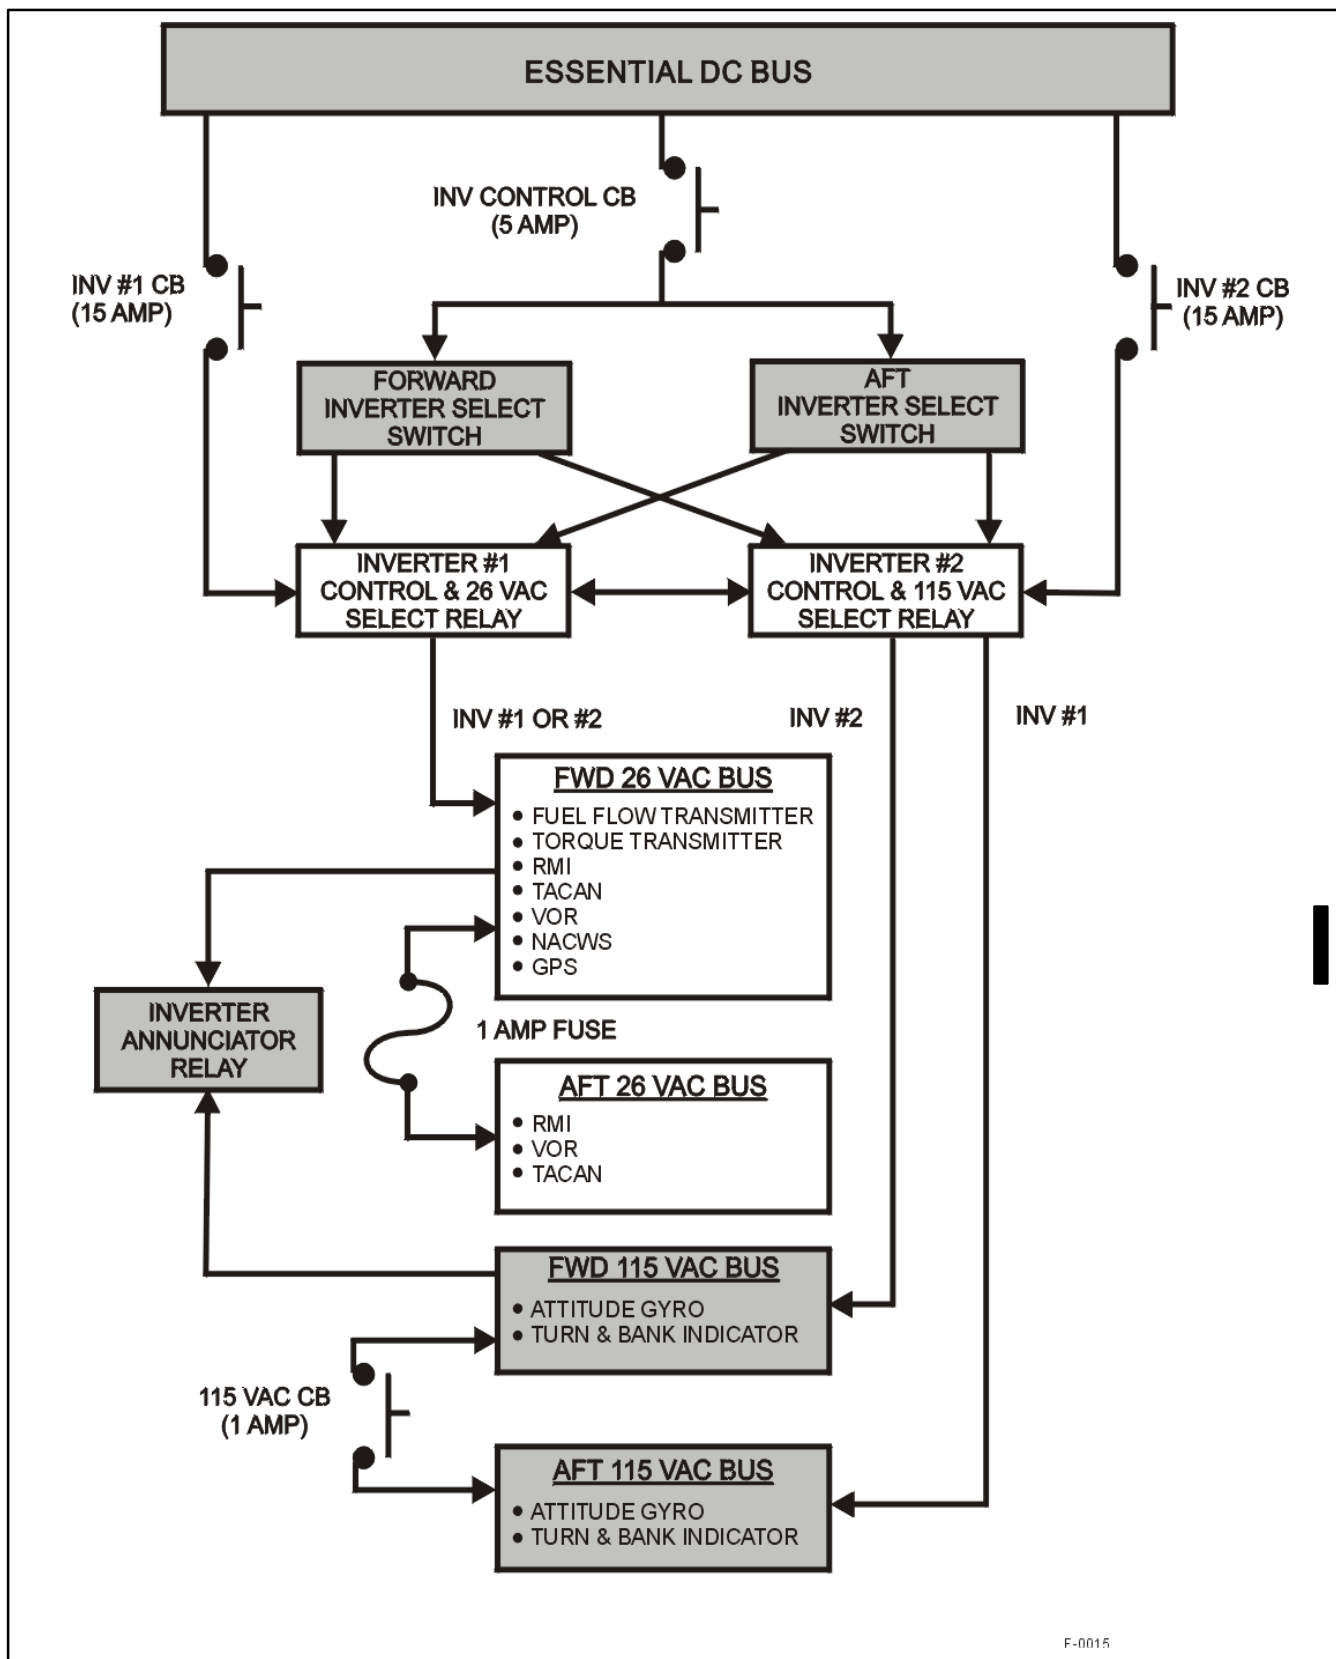 ESSENTIAL DC BUS
INV CONTROL CB
(5 AMP)
INV #1 CB
(15 AMP)
INV #2 CB
(15 AMP)
FORWARD
INVERTER SELECT
SWITCH
AFT
INVERTER SELECT
SWITCH
INVERTER #1
CONTROL & 26 VAC
SELECT RELAY
INVERTER #2
CONTROL & 115 VAC
SELECT RELAY
INV #1 OR #2
INV #2
INV #1
FWD 26 VAC BUS
• FUEL FLOW TRANSMITTER
• TORQUE TRANSMITTER
• RMI
• TACAN
• VOR
• NACWS
• GPS
INVERTER
ANNUNCIATOR
RELAY
1 AMP FUSE
AFT 26 VAC BUS
• RMI
• VOR
• TACAN
FWD 115 VAC BUS
• ATTITUDE GYRO
• TURN & BANK INDICATOR
115 VAC CB
(1 AMP)
AFT 115 VAC BUS
• ATTITUDE GYRO
• TURN & BANK INDICATOR
F-0015